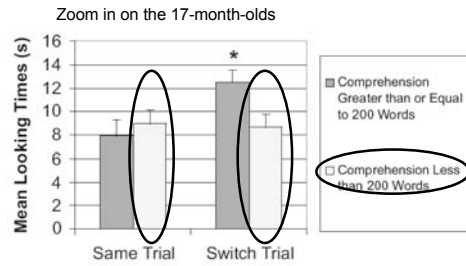 Zoom in on the 17-month-olds
Mean Looking Times (s)
16
14
12
10
8
6
4
2
0
*
Same Trial
Switch Trial
Comprehension
Greater than or Equal
to 200 Words
Comprehension Less
than 200 Words